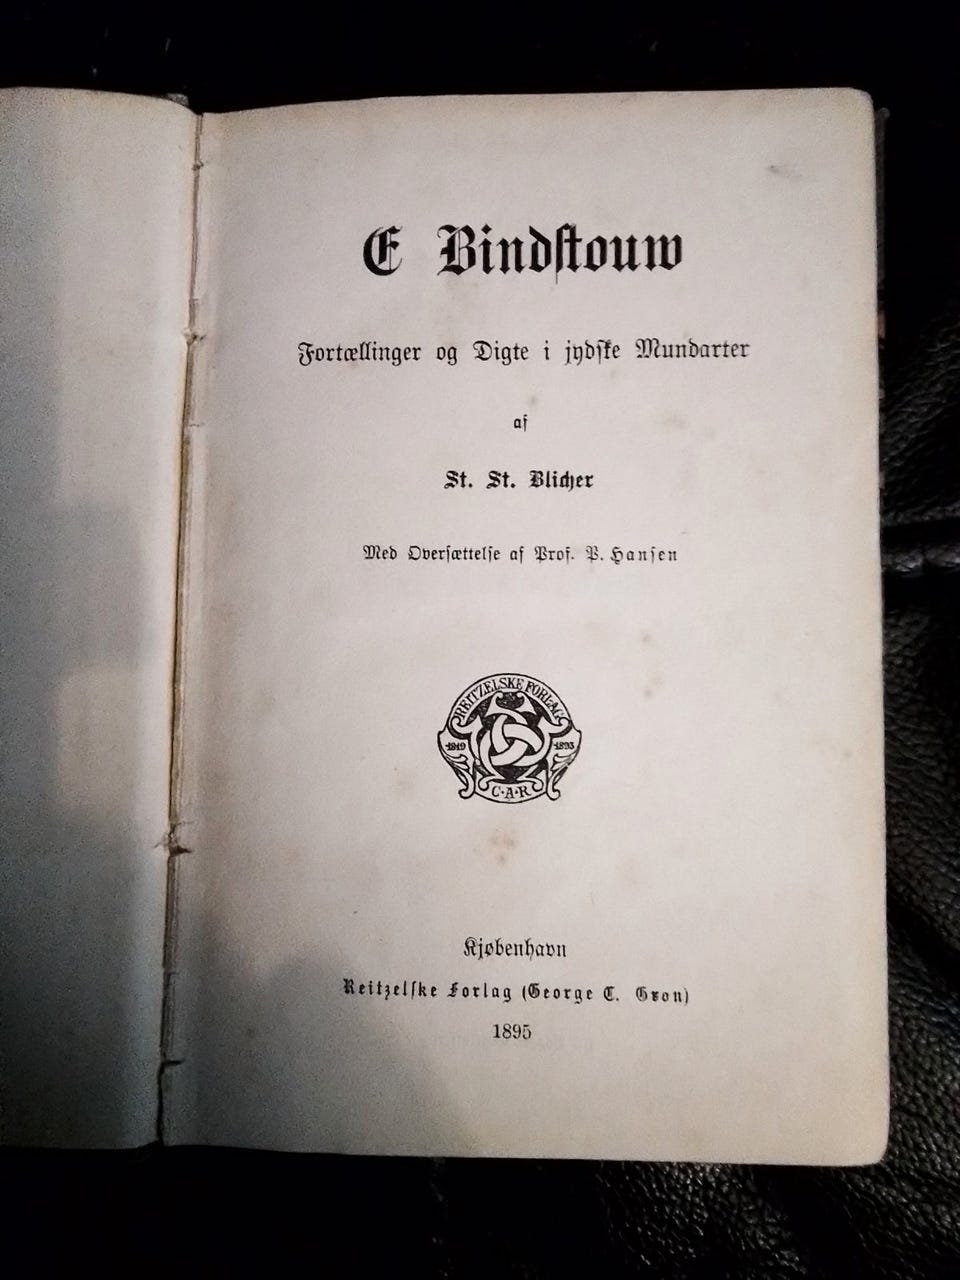 E Bindstouw
Fortællinger og Digte i jydske Mundarter
af
St. St. Blicher
Med Oversættelse af Prof. P. Hansen
REITZELSKE FORLAG
1819 1893
C·A·R
Kjøbenhavn
Reitzelske Forlag (George C. Grøn)
1895